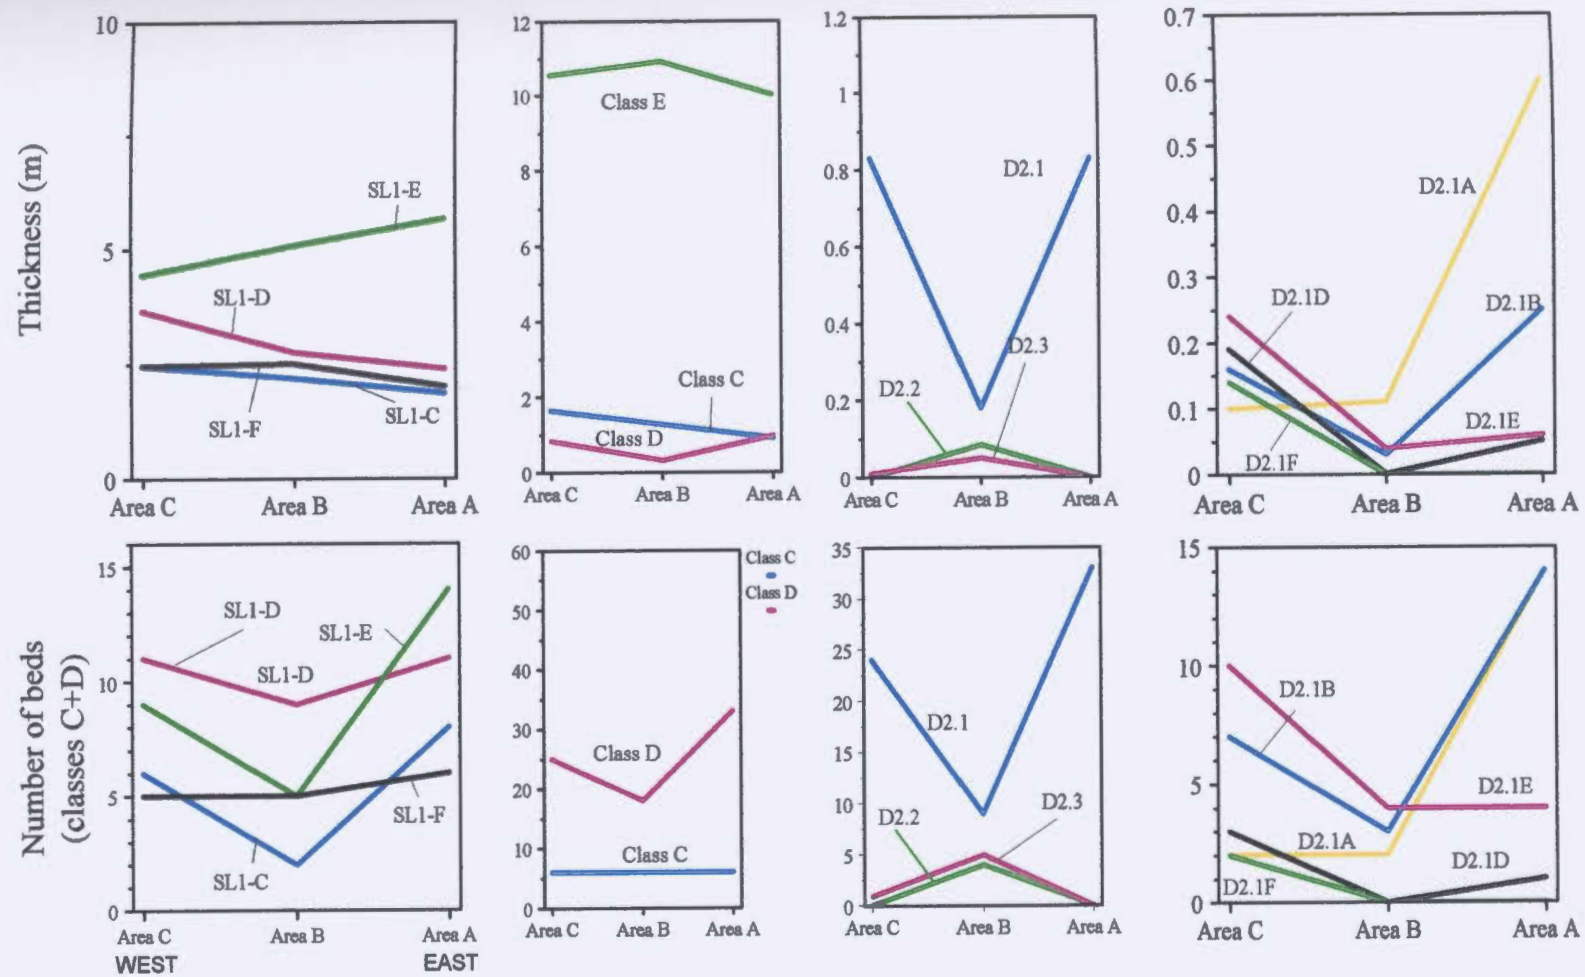 Thickness (m)
10
5
0
SL1-E
SL1-D
SL1-F
SL1-C
Area C Area B Area A
12
10
8
6
4
2
0
Class E
Class C
Class D
Area C Area B Area A
1.2
1
0.8
0.6
0.4
0.2
0
D2.1
D2.3
D2.2
Area C Area B Area A
0.7
0.6
0.5
0.4
0.3
0.2
0.1
0
D2.1A
D2.1D
D2.1B
D2.1E
D2.1F
Area C Area B Area A
Number of beds
(classes C+D)
15
10
5
0
SL1-D
SL1-E
SL1-D
SL1-F
SL1-C
Area C Area B Area A
WEST EAST
60
50
40
30
20
10
0
Class C
Class D
Class D
Class C
Area C Area B Area A
35
30
25
20
15
10
5
0
D2.1
D2.2
D2.3
Area C Area B Area A
15
10
5
0
D2.1B
D2.1E
D2.1A
D2.1D
D2.1F
Area C Area B Area A